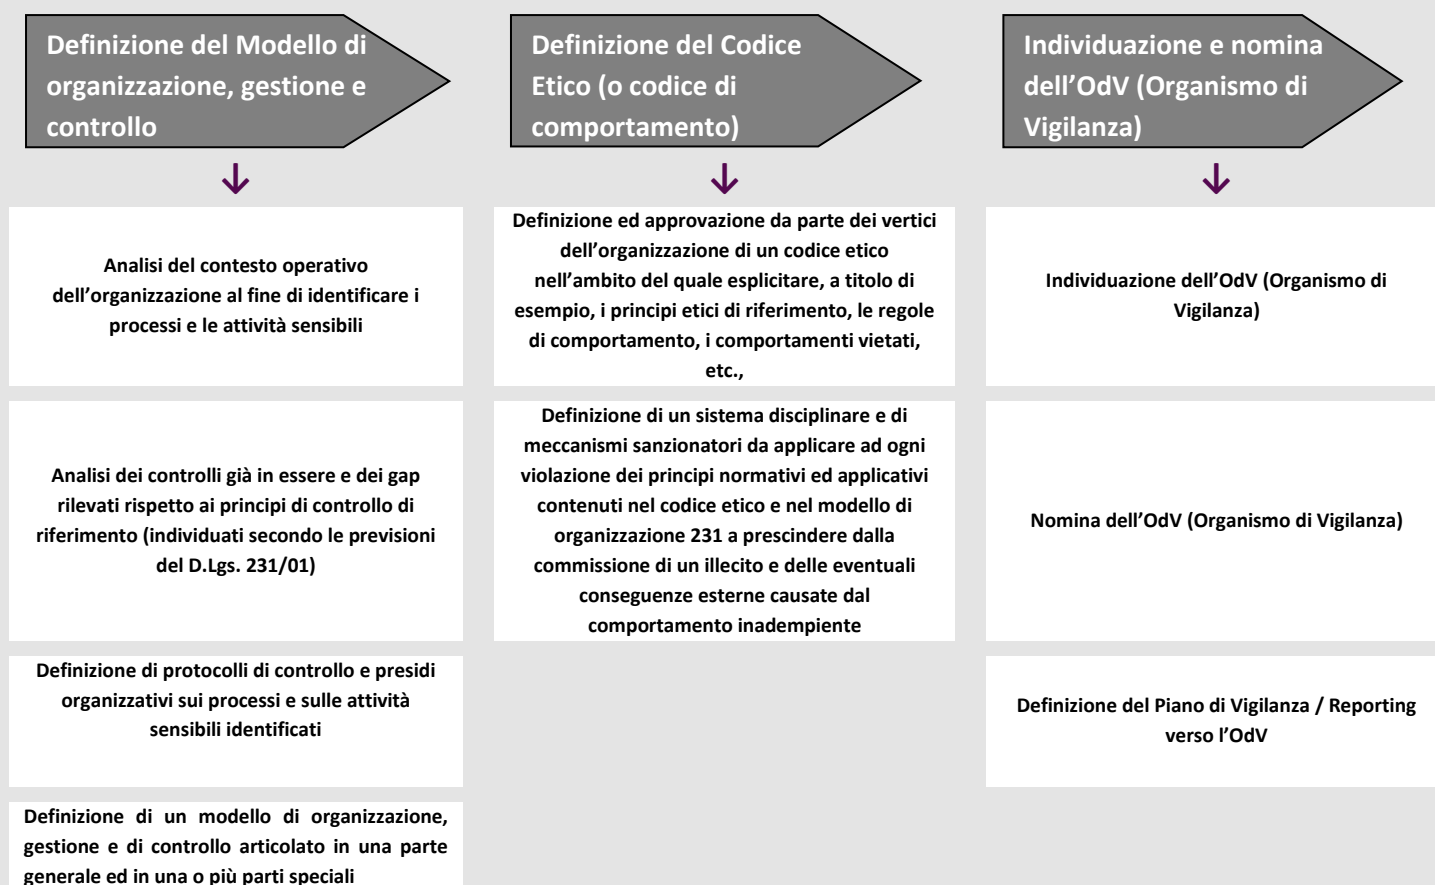 Definizione del Modello di
organizzazione, gestione e
controllo
Definizione del Codice
Etico (o codice di
comportamento)
Individuazione e nomina
dell'OdV (Organismo di
Vigilanza)
Analisi del contesto operativo
dell'organizzazione al fine di identificare i
processi e le attività sensibili
Definizione ed approvazione da parte dei vertici
dell'organizzazione di un codice etico
nell'ambito del quale esplicitare, a titolo di
esempio, i principi etici di riferimento, le regole
di comportamento, i comportamenti vietati,
etc.,
Individuazione dell'OdV (Organismo di
Vigilanza)
Analisi dei controlli già in essere e dei gap
rilevati rispetto ai principi di controllo di
riferimento (individuati secondo le previsioni
del D.Lgs. 231/01)
Definizione di un sistema disciplinare e di
meccanismi sanzionatori da applicare ad ogni
violazione dei principi normativi ed applicativi
contenuti nel codice etico e nel modello di
organizzazione 231 a prescindere dalla
commissione di un illecito e delle eventuali
conseguenze esterne causate dal
comportamento inadempiente
Nomina dell'OdV (Organismo di Vigilanza)
Definizione di protocolli di controllo e presidi
organizzativi sui processi e sulle attività
sensibili identificati
Definizione del Piano di Vigilanza / Reporting
verso l'OdV
Definizione di un modello di organizzazione,
gestione e di controllo articolato in una parte
generale ed in una o più parti speciali